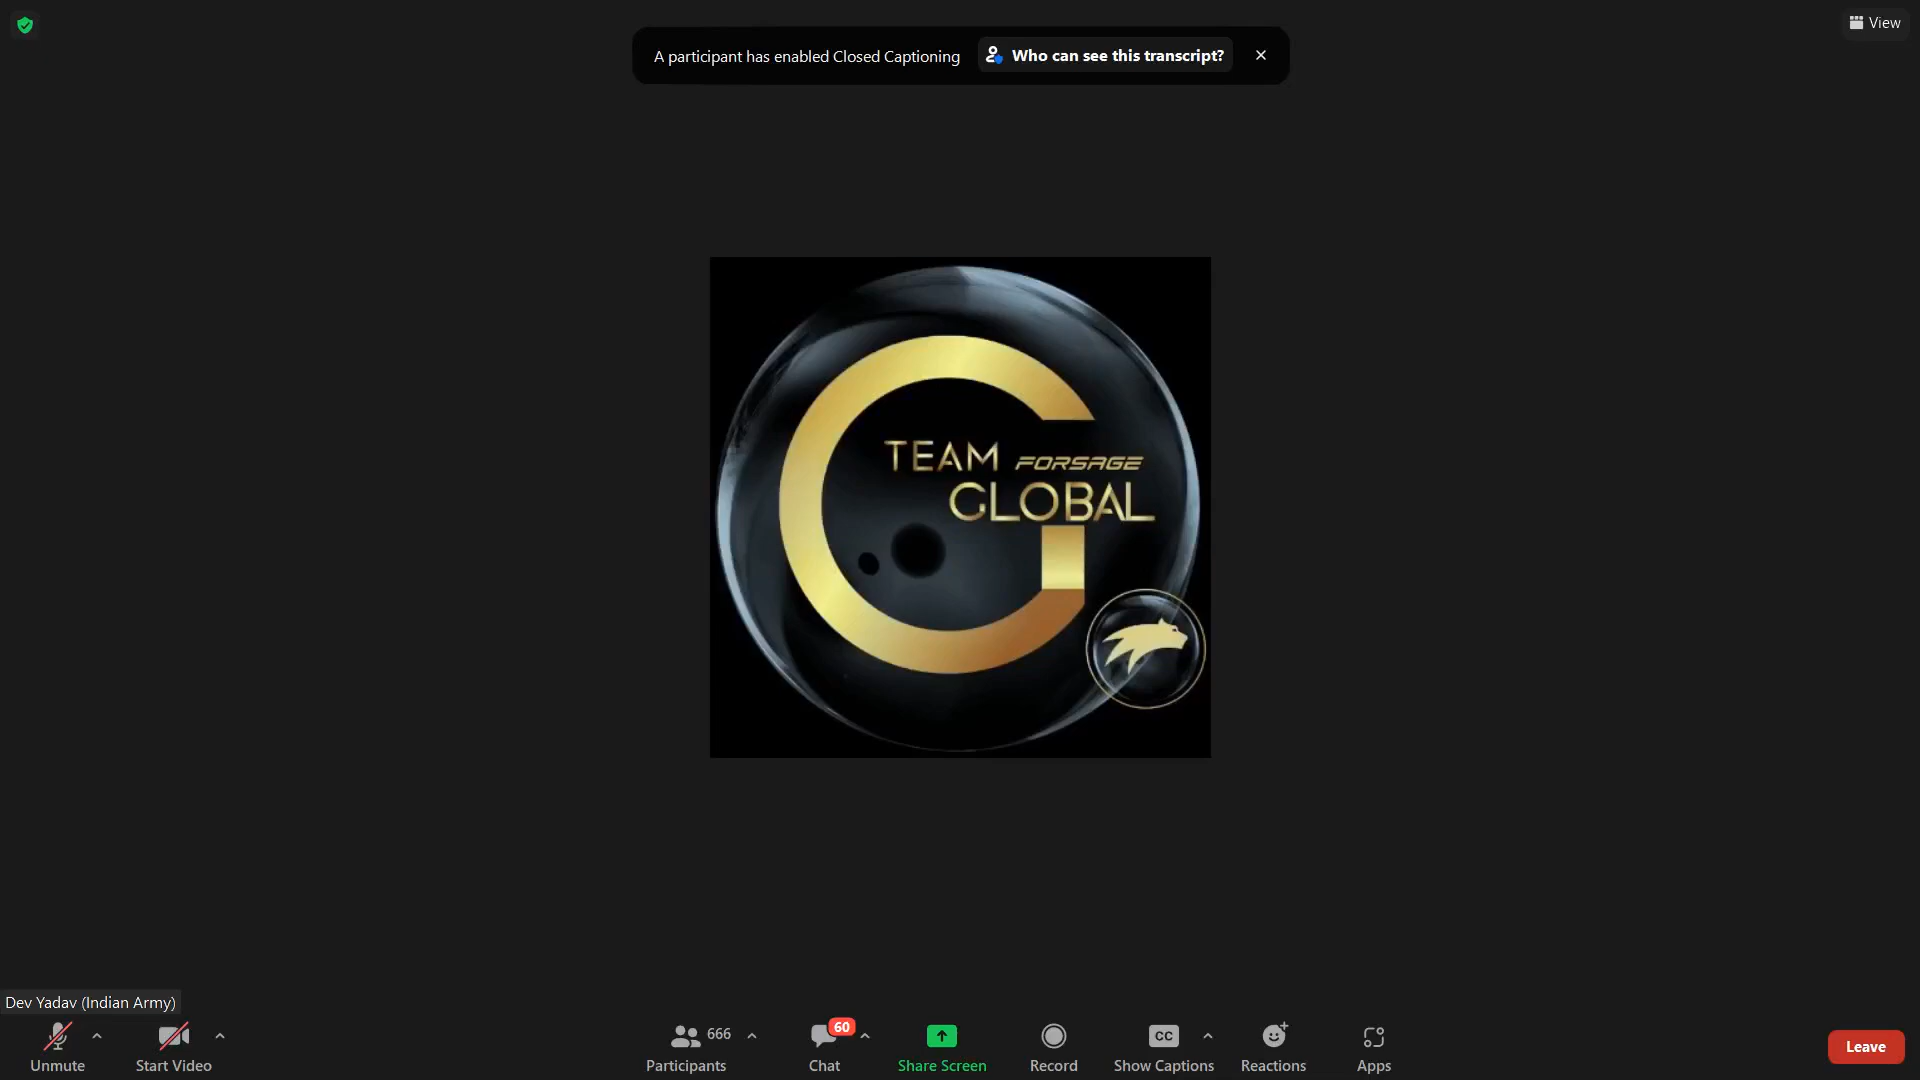 View
A participant has enabled Closed Captioning Who can see this transcript?
TEAM FORSAGE
GLOBAL
Dev Yadav (Indian Army)
666
60
CC
Unmute
Start Video
Participants
Chat
Share Screen
Record
Show Captions
Reactions
Apps
Leave